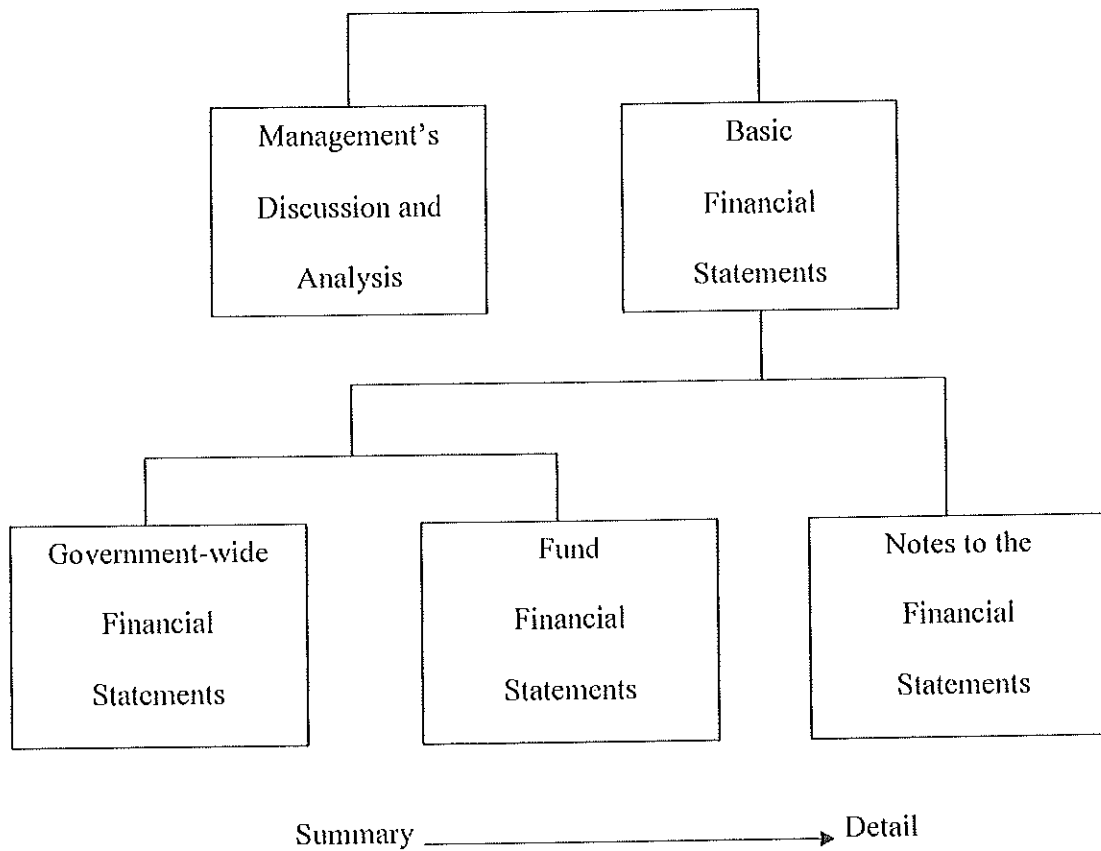 Management's
Discussion and
Analysis
Basic
Financial
Statements
Government-wide
Financial
Statements
Fund
Financial
Statements
Notes to the
Financial
Statements
Summary
Detail